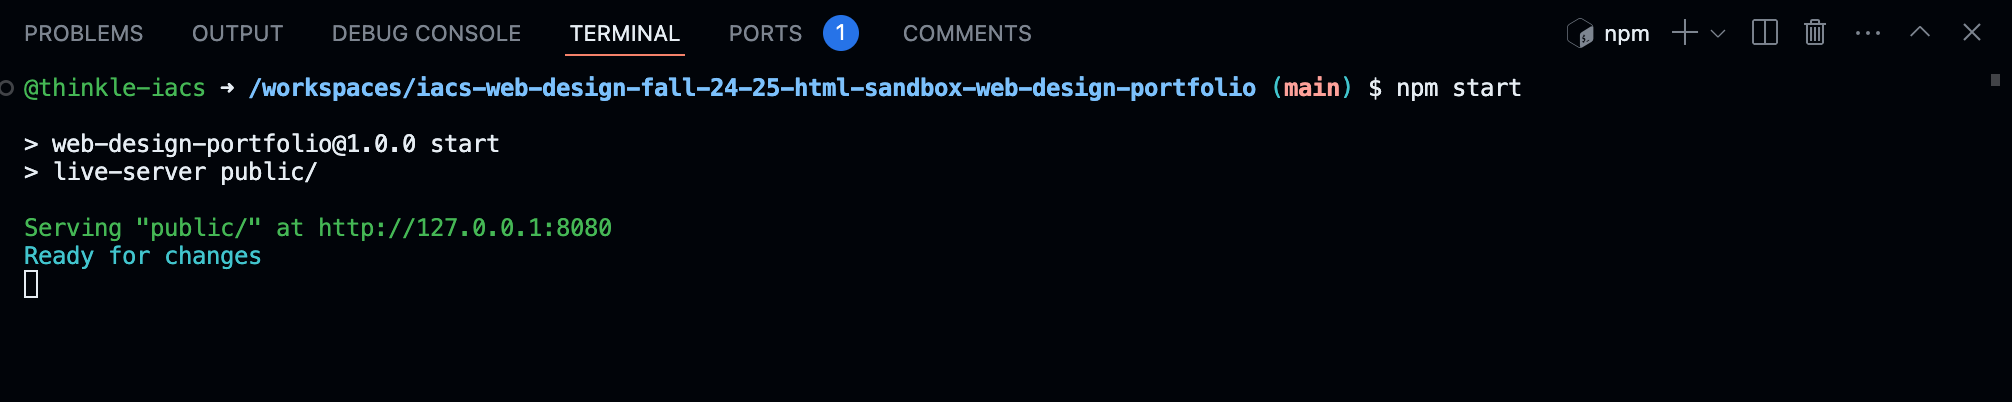 PROBLEMS OUTPUT DEBUG CONSOLE TERMINAL PORTS 1 COMMENTS npm
@thinkle-iacs ➜ /workspaces/iacs-web-design-fall-24-25-html-sandbox-web-design-portfolio (main) $ npm start
> web-design-portfolio@1.0.0 start
> live-server public/
Serving "public/" at http://127.0.0.1:8080
Ready for changes